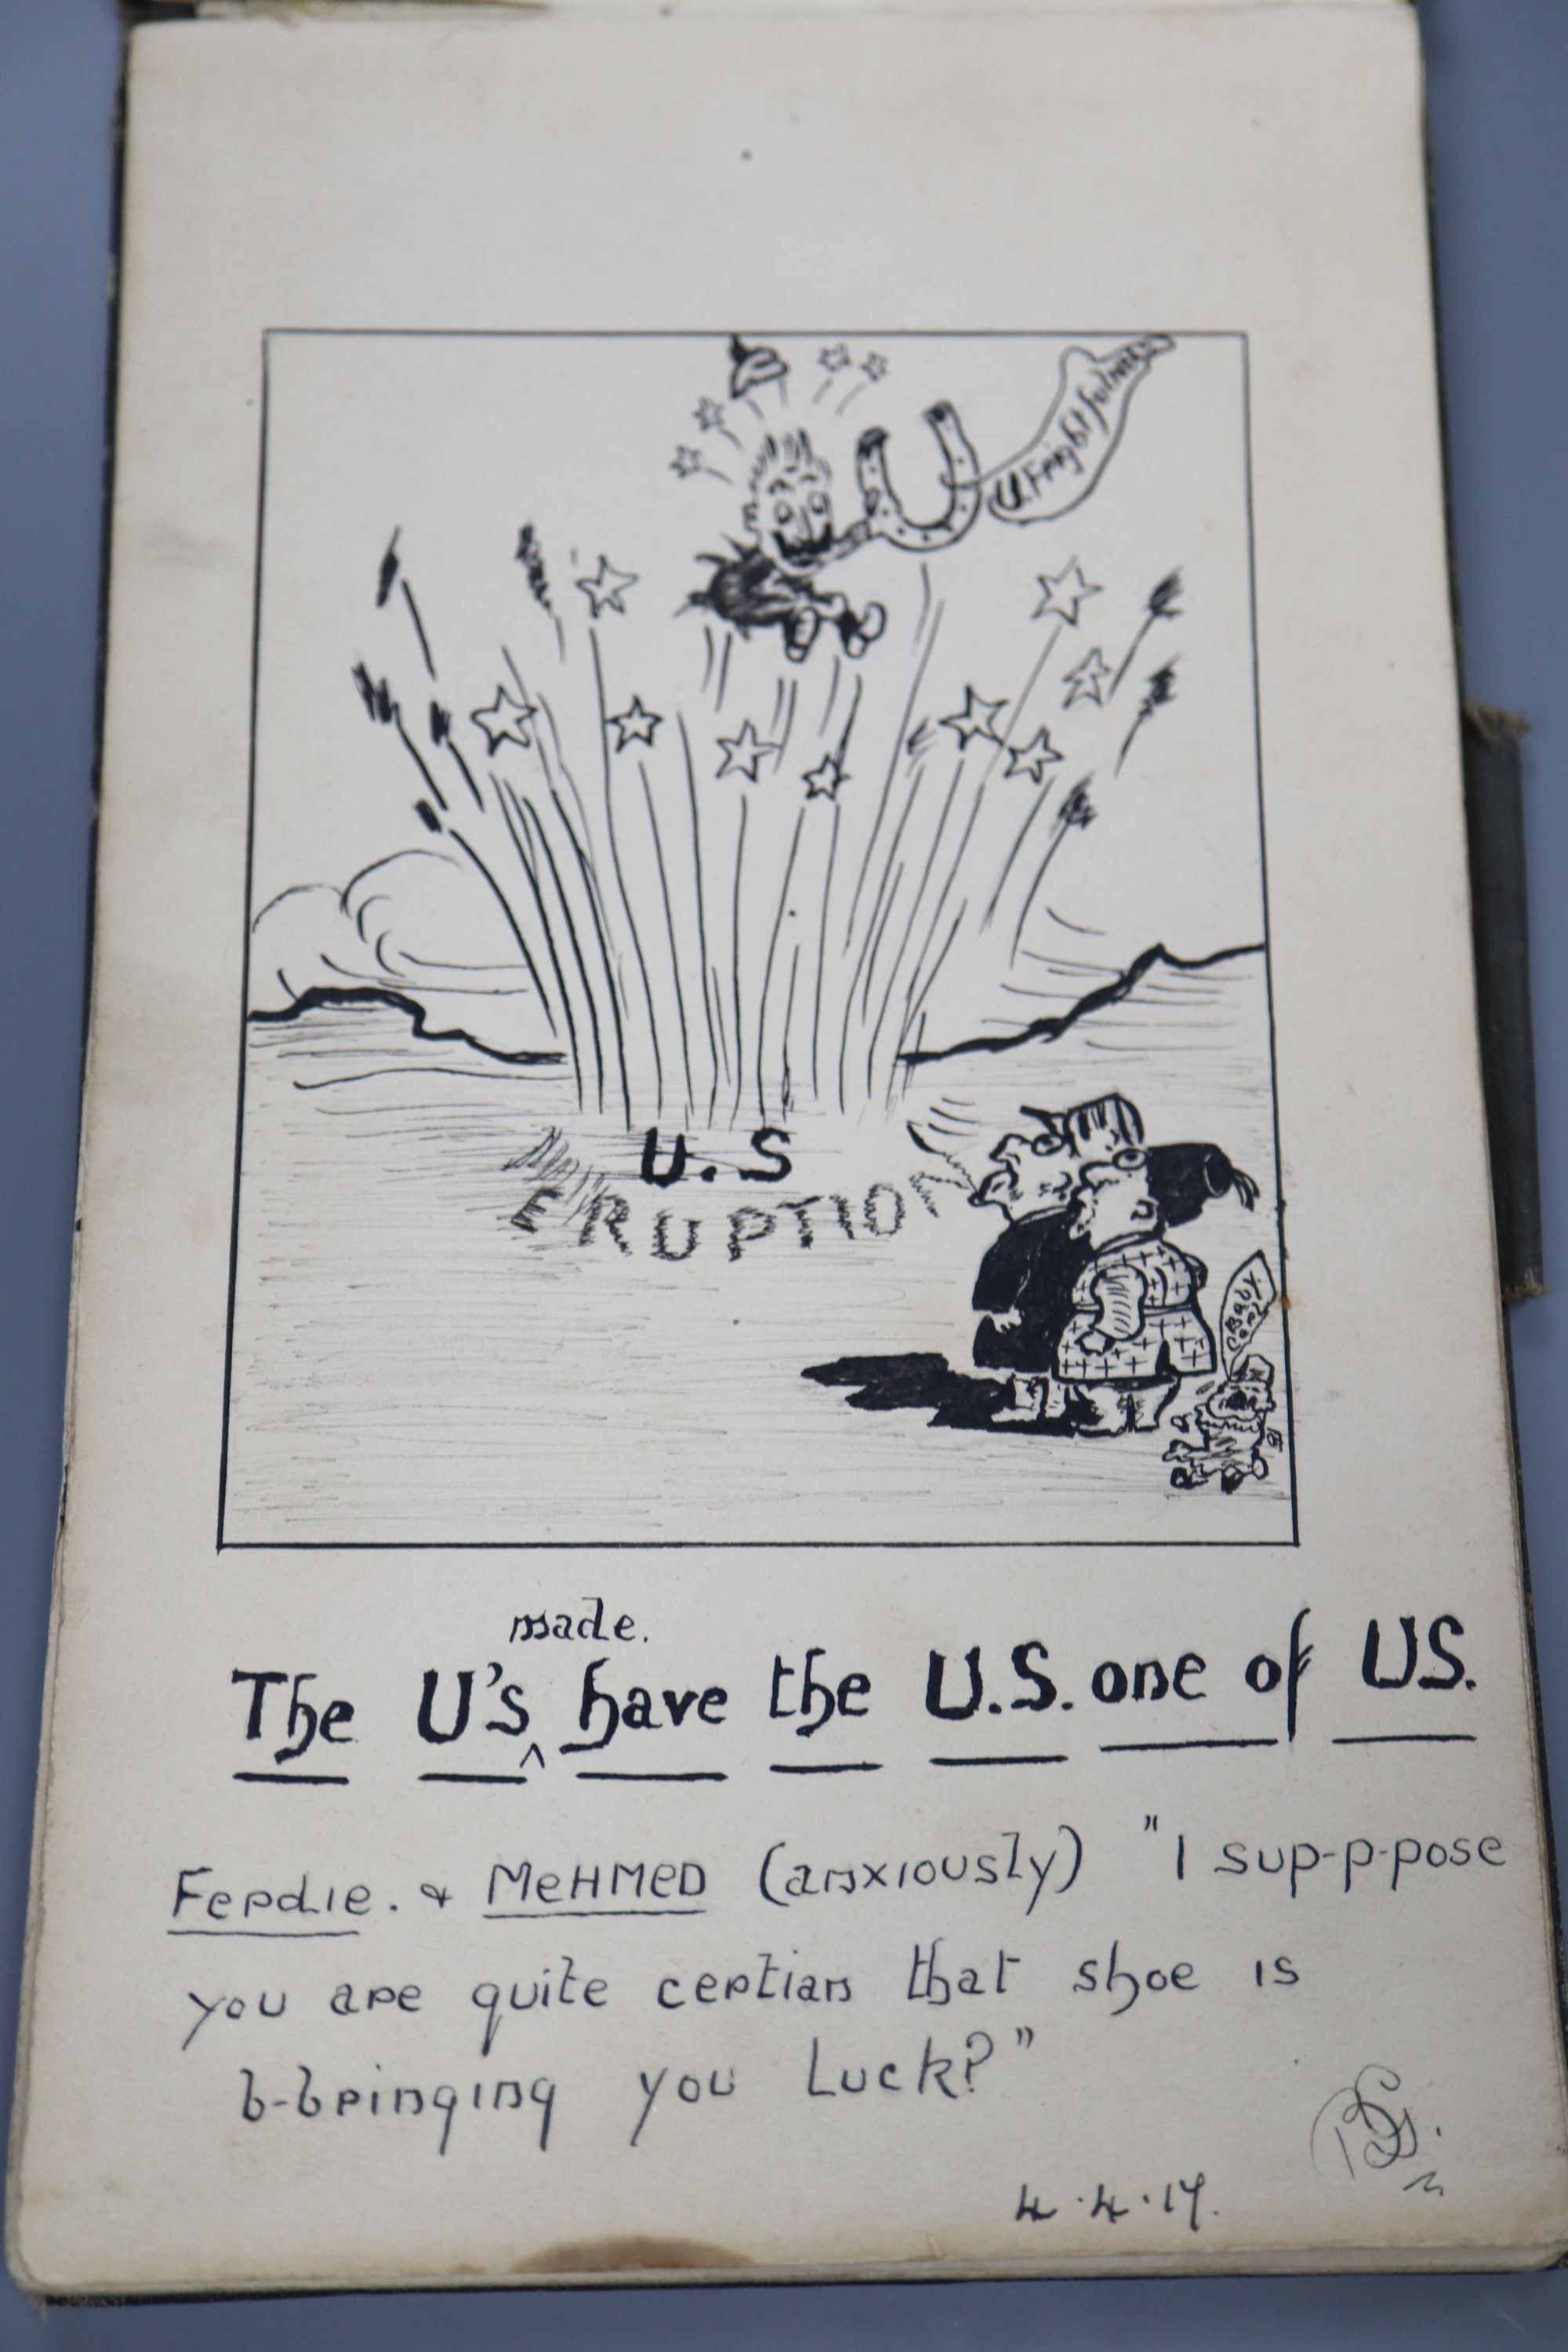 U. Frightfulness
U.S
ERUPTION
made.
The U's ^ have the U.S. one of US.
Ferdie. & MeHMeD (anxiously) "I sup-p-pose
you are quite certian that shoe is
b-bringing you Luck?"
4.4.17.